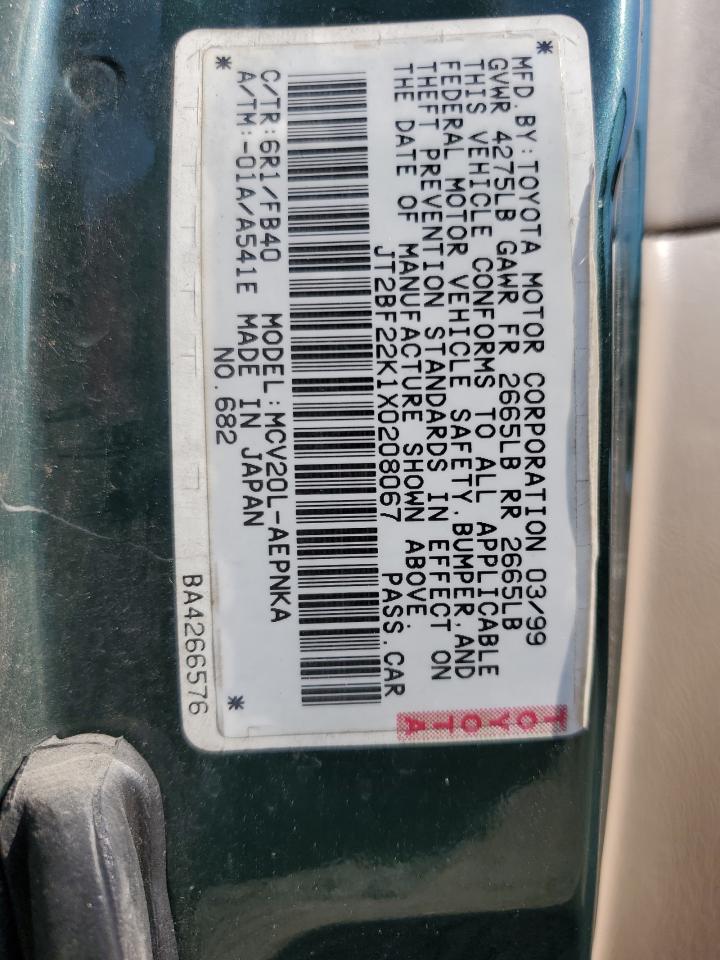 MFD. BY: TOYOTA MOTOR CORPORATION 03/99
GVWR 4275LB GAWR FR 2665LB RR 2665LB
THIS VEHICLE CONFORMS TO ALL APPLICABLE
FEDERAL MOTOR VEHICLE SAFETY, BUMPER, AND
THEFT PREVENTION STANDARDS IN EFFECT ON
THE DATE OF MANUFACTURE SHOWN ABOVE.
JT2BF22K1X0208067 PASS. CAR
TOYOTA
C/TR: 6R1/FB40 MODEL: MCV20L-AEPNKA
A/TM: -01A/A541E MADE IN JAPAN
NO. 682
BA4266576